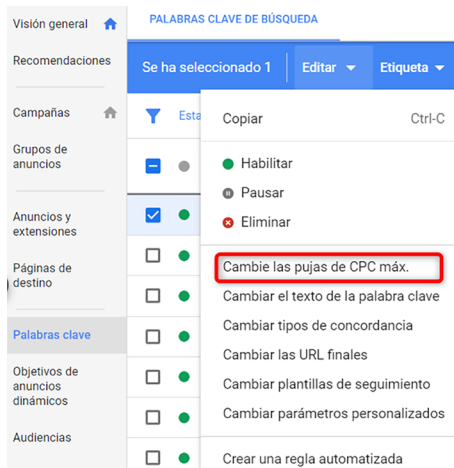 Visión general
Recomendaciones
Campañas
Grupos de
anuncios
Anuncios y
extensiones
Páginas de
destino
Palabras clave
Objetivos de
anuncios
dinámicos
Audiencias
PALABRAS CLAVE DE BÚSQUEDA
Se ha seleccionado 1
Editar
Etiqueta
Esta
Copiar Ctrl-C
Habilitar
Pausar
Eliminar
Cambie las pujas de CPC máx.
Cambiar el texto de la palabra clave
Cambiar tipos de concordancia
Cambiar las URL finales
Cambiar plantillas de seguimiento
Cambiar parámetros personalizados
Crear una regla automatizada